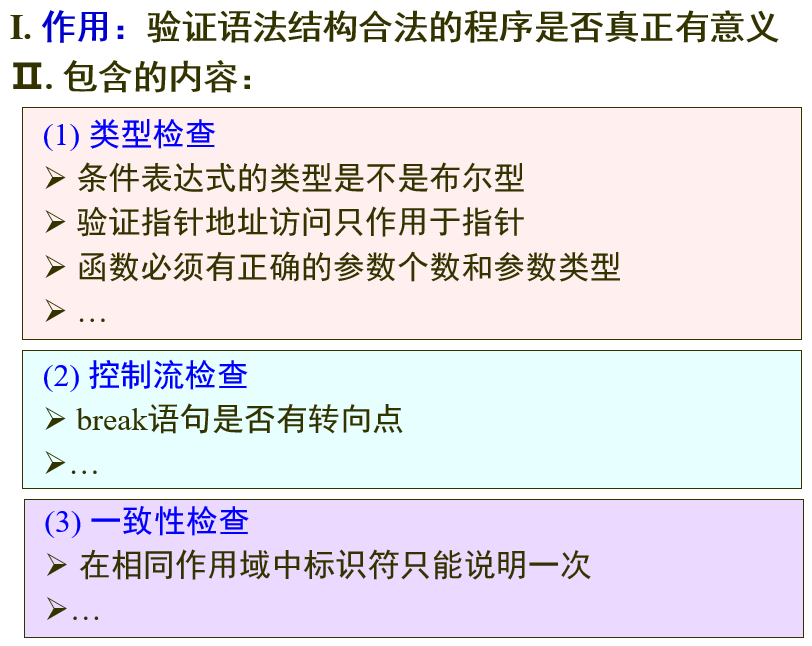 I. 作用：验证语法结构合法的程序是否真正有意义
Ⅱ. 包含的内容：
(1) 类型检查
➢ 条件表达式的类型是不是布尔型
➢ 验证指针地址访问只作用于指针
➢ 函数必须有正确的参数个数和参数类型
➢ …
(2) 控制流检查
➢ break语句是否有转向点
➢…
(3) 一致性检查
➢ 在相同作用域中标识符只能说明一次
➢…